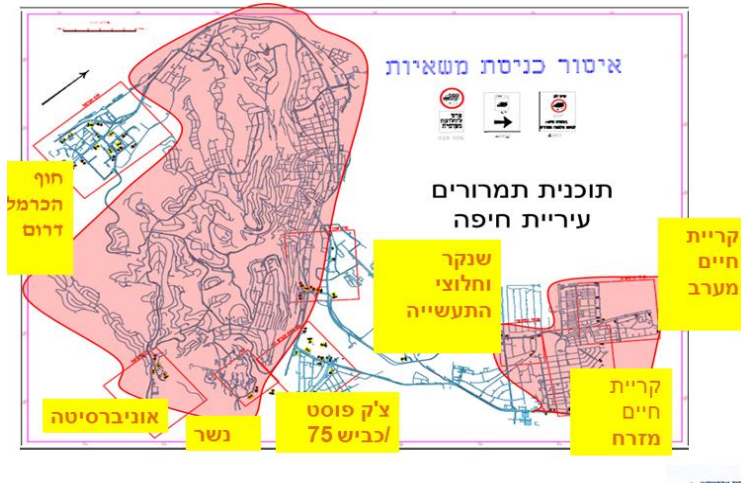 איסור כניסת משאיות
תוכנית תמרורים
עיריית חיפה
חוף
הכרמל
דרום
שנקר
וחלוצי
התעשייה
קריית
חיים
מערב
קריית
חיים
מזרח
צ'ק פוסט
/כביש 75
נשר
אוניברסיטה